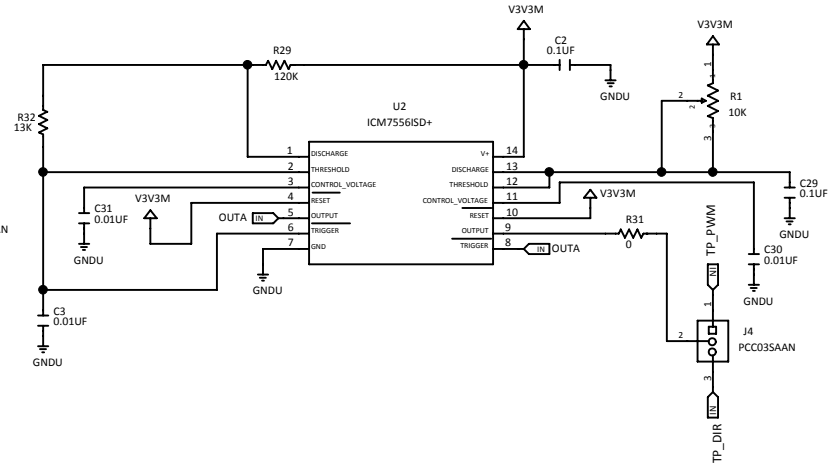 V3V3M
R29
120K
C2
0.1UF
GNDU
V3V3M
1
R1
10K
2
2
3
R32
13K
U2
ICM7556ISD+
1 DISCHARGE
2 THRESHOLD
3 CONTROL_VOLTAGE
4 RESET
5 OUTPUT
6 TRIGGER
7 GND
V+ 14
DISCHARGE 13
THRESHOLD 12
CONTROL_VOLTAGE 11
RESET 10
OUTPUT 9
TRIGGER 8
C31
0.01UF
GNDU
V3V3M
OUTA IN
GNDU
V3V3M
R31
0
IN OUTA
C29
0.1UF
GNDU
C30
0.01UF
GNDU
C3
0.01UF
GNDU
TP_PWM
IN
1
2
3
J4
PCC03SAAN
IN
TP_DIR